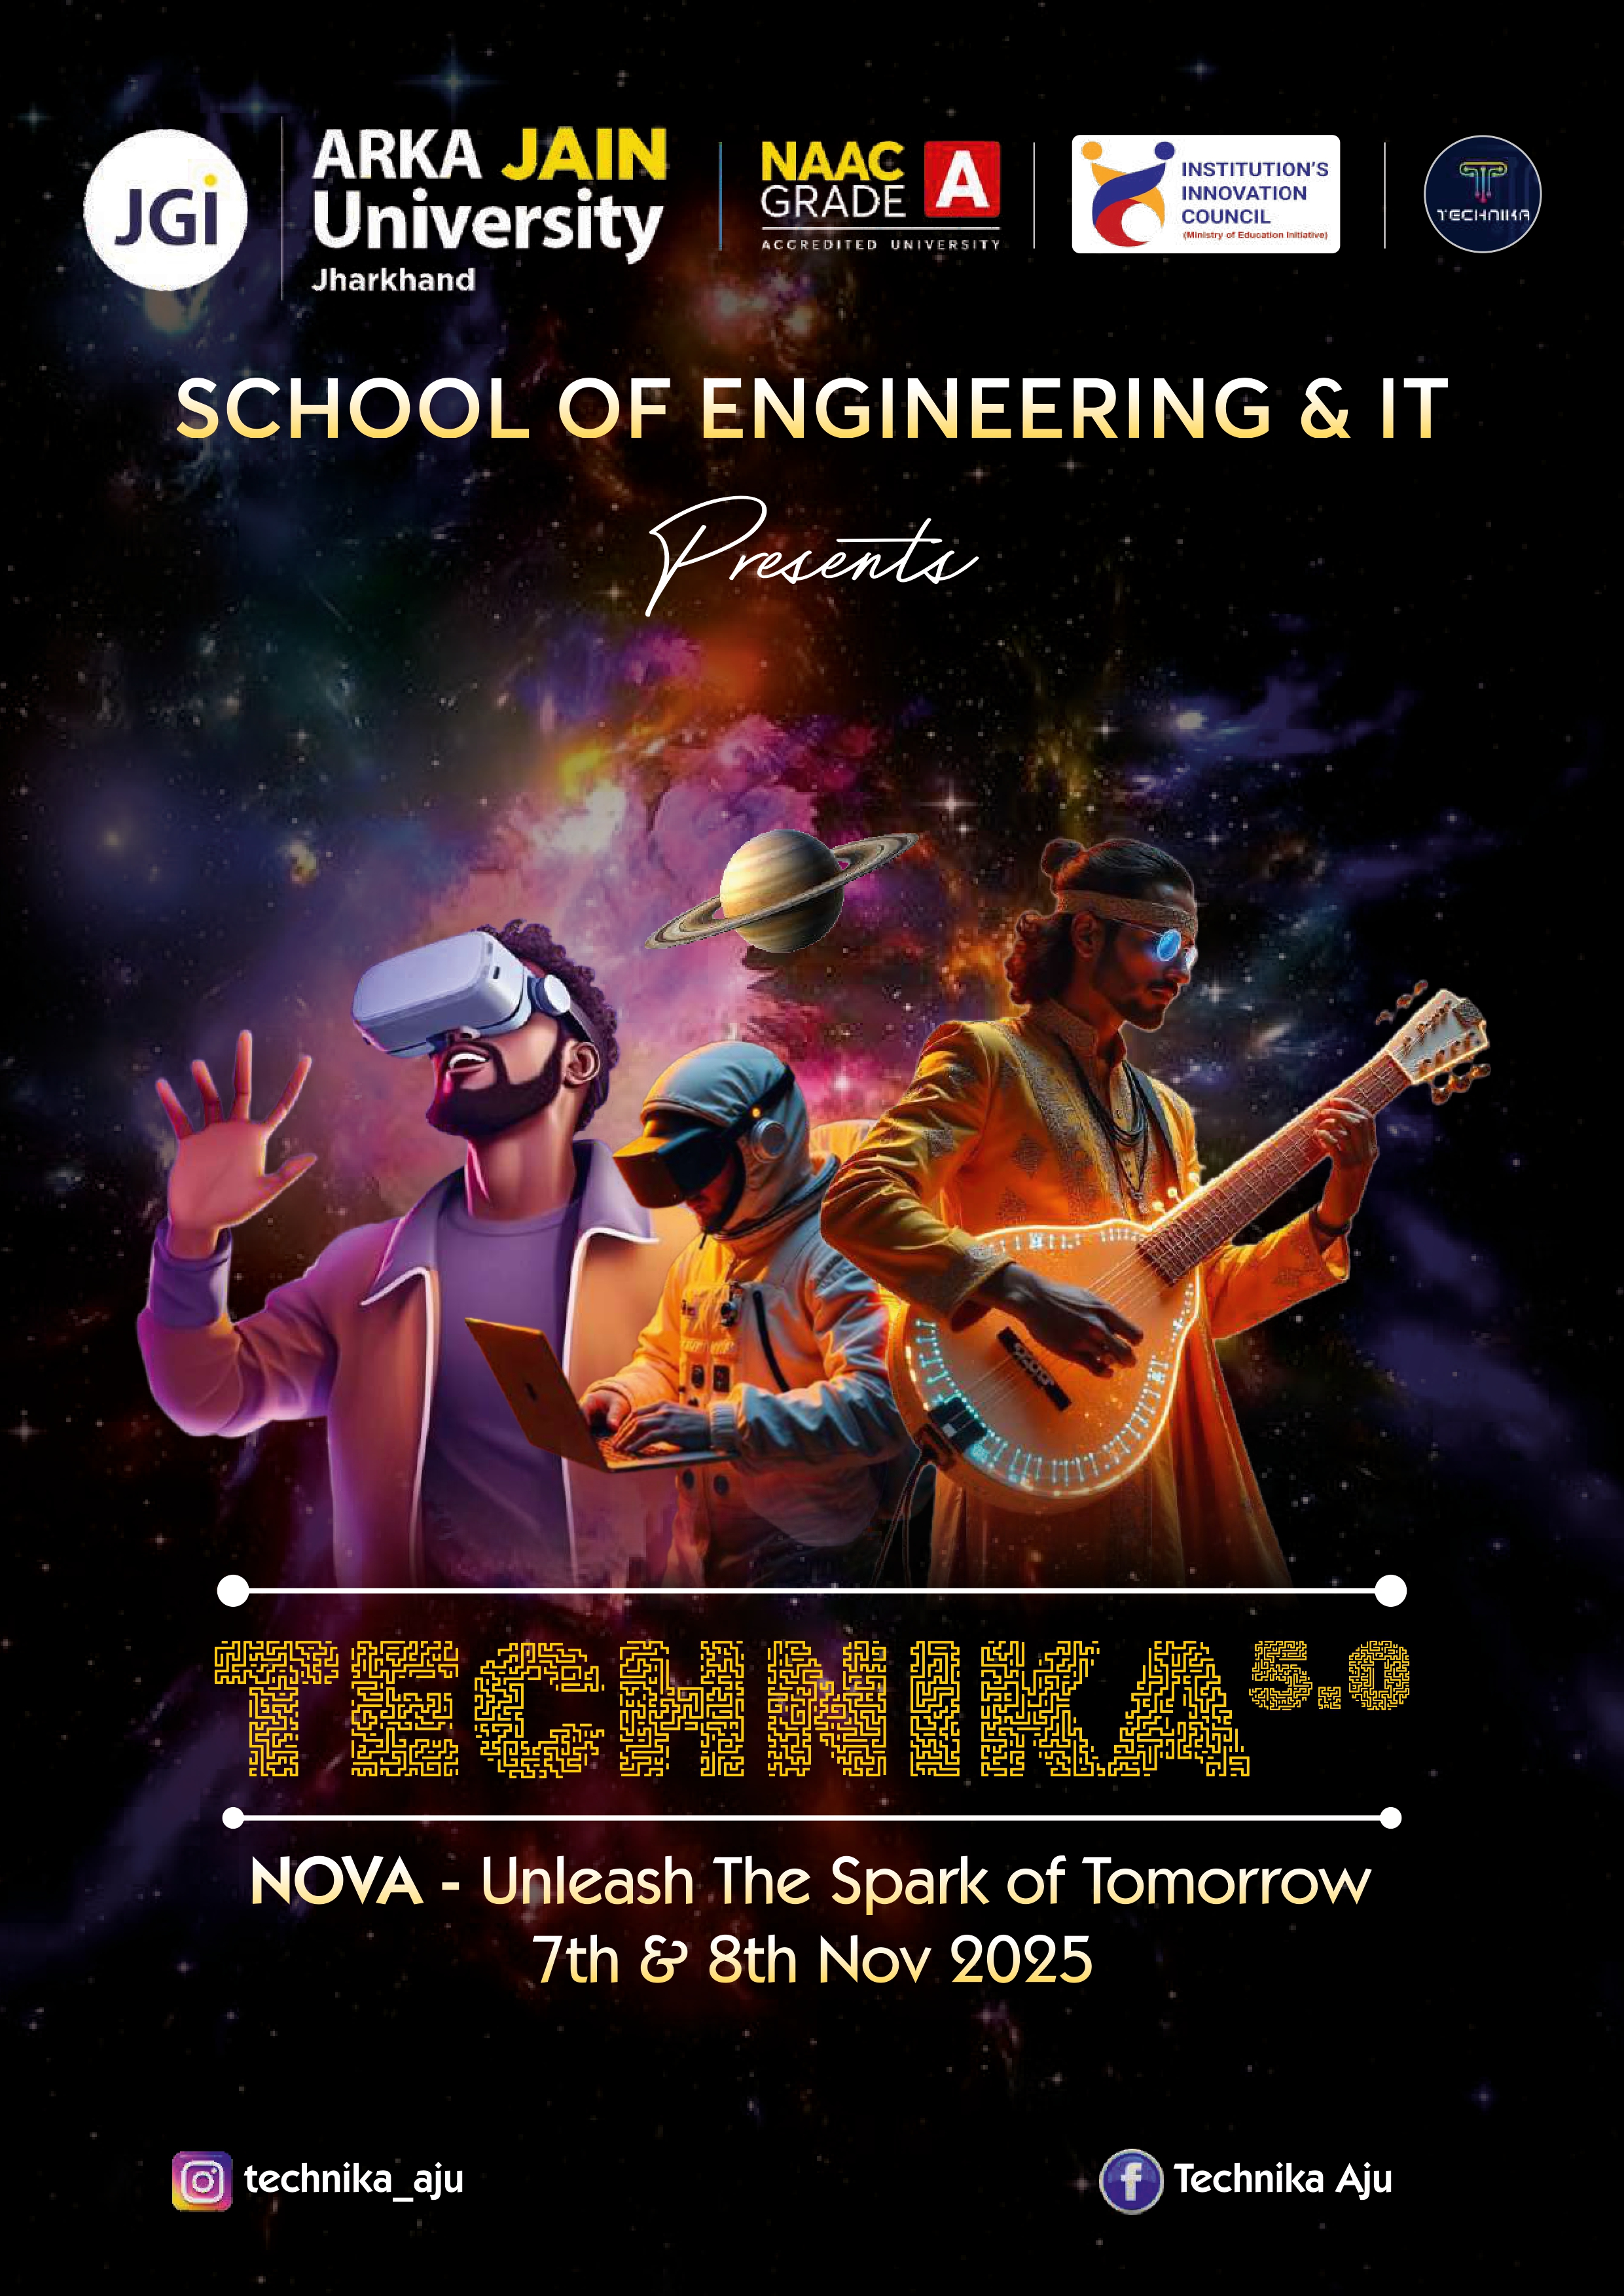 JGi
ARKA JAIN
University
Jharkhand
NAAC
GRADE A
ACCREDITED UNIVERSITY
INSTITUTION'S
INNOVATION
COUNCIL
(Ministry of Education Initiative)
TECHNIKA
SCHOOL OF ENGINEERING & IT
Presents
TECHNIKA 5.0
NOVA - Unleash The Spark of Tomorrow
7th & 8th Nov 2025
technika_aju
Technika Aju